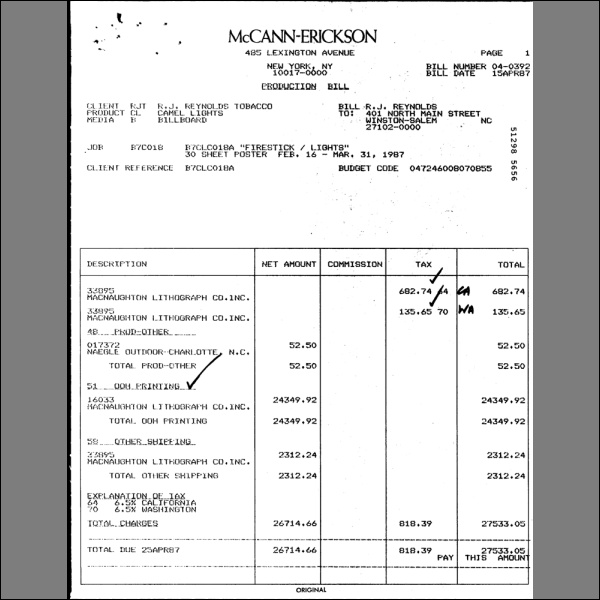 McCANN-ERICKSON
485 LEXINGTON AVENUE
PAGE 1
NEW YORK, NY
10017-0000
BILL NUMBER 04-0392
BILL DATE 15APR87
PRODUCTION BILL
CLIENT RJT R.J. REYNOLDS TOBACCO
PRODUCT CL CAMEL LIGHTS
MEDIA B BILLBOARD
BILL R.J. REYNOLDS
TO: 401 NORTH MAIN STREET
WINSTON-SALEM NC
27102-0000
JOB B7C018 B7CLC018A "FIRESTICK / LIGHTS"
30 SHEET POSTER FEB. 16 - MAR. 31, 1987
CLIENT REFERENCE B7CLC018A BUDGET CODE 047246008070855
51298 5656
DESCRIPTION NET AMOUNT COMMISSION TAX TOTAL
33895
MACNAUGHTON LITHOGRAPH CO.INC. 682.74 64 CA 682.74
33895
MACNAUGHTON LITHOGRAPH CO.INC. 135.65 70 WA 135.65
48 PROD-OTHER
017372 52.50 52.50
NAEGLE OUTDOOR-CHARLOTTE, N.C.
TOTAL PROD-OTHER 52.50 52.50
51 OOH PRINTING
16033 24349.92 24349.92
MACNAUGHTON LITHOGRAPH CO.INC.
TOTAL OOH PRINTING 24349.92 24349.92
58 OTHER SHIPPING
33895 2312.24 2312.24
MACNAUGHTON LITHOGRAPH CO.INC.
TOTAL OTHER SHIPPING 2312.24 2312.24
EXPLANATION OF TAX
64 6.5% CALIFORNIA
70 6.5% WASHINGTON
TOTAL CHARGES 26714.66 818.39 27533.05
TOTAL DUE 25APR87 26714.66 818.39 27533.05
PAY THIS AMOUNT
ORIGINAL